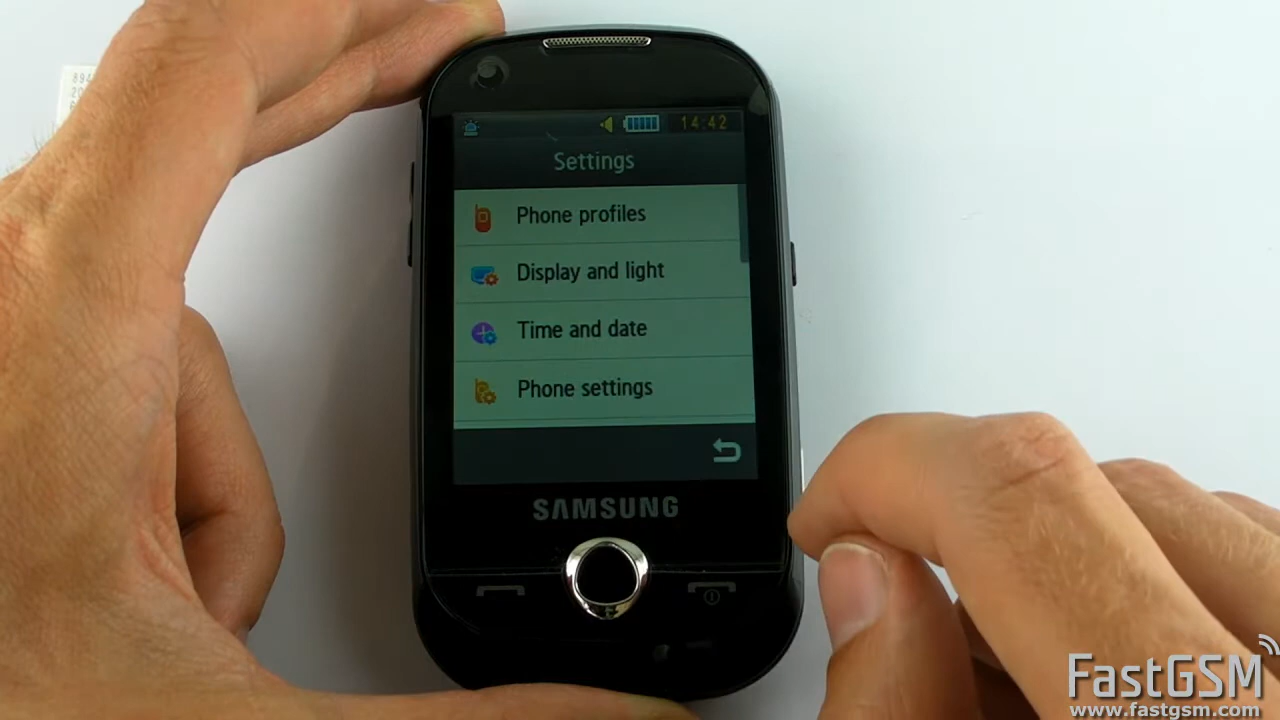 14:42
Settings
Phone profiles
Display and light
Time and date
Phone settings
SAMSUNG
FastGSM
www.fastgsm.com